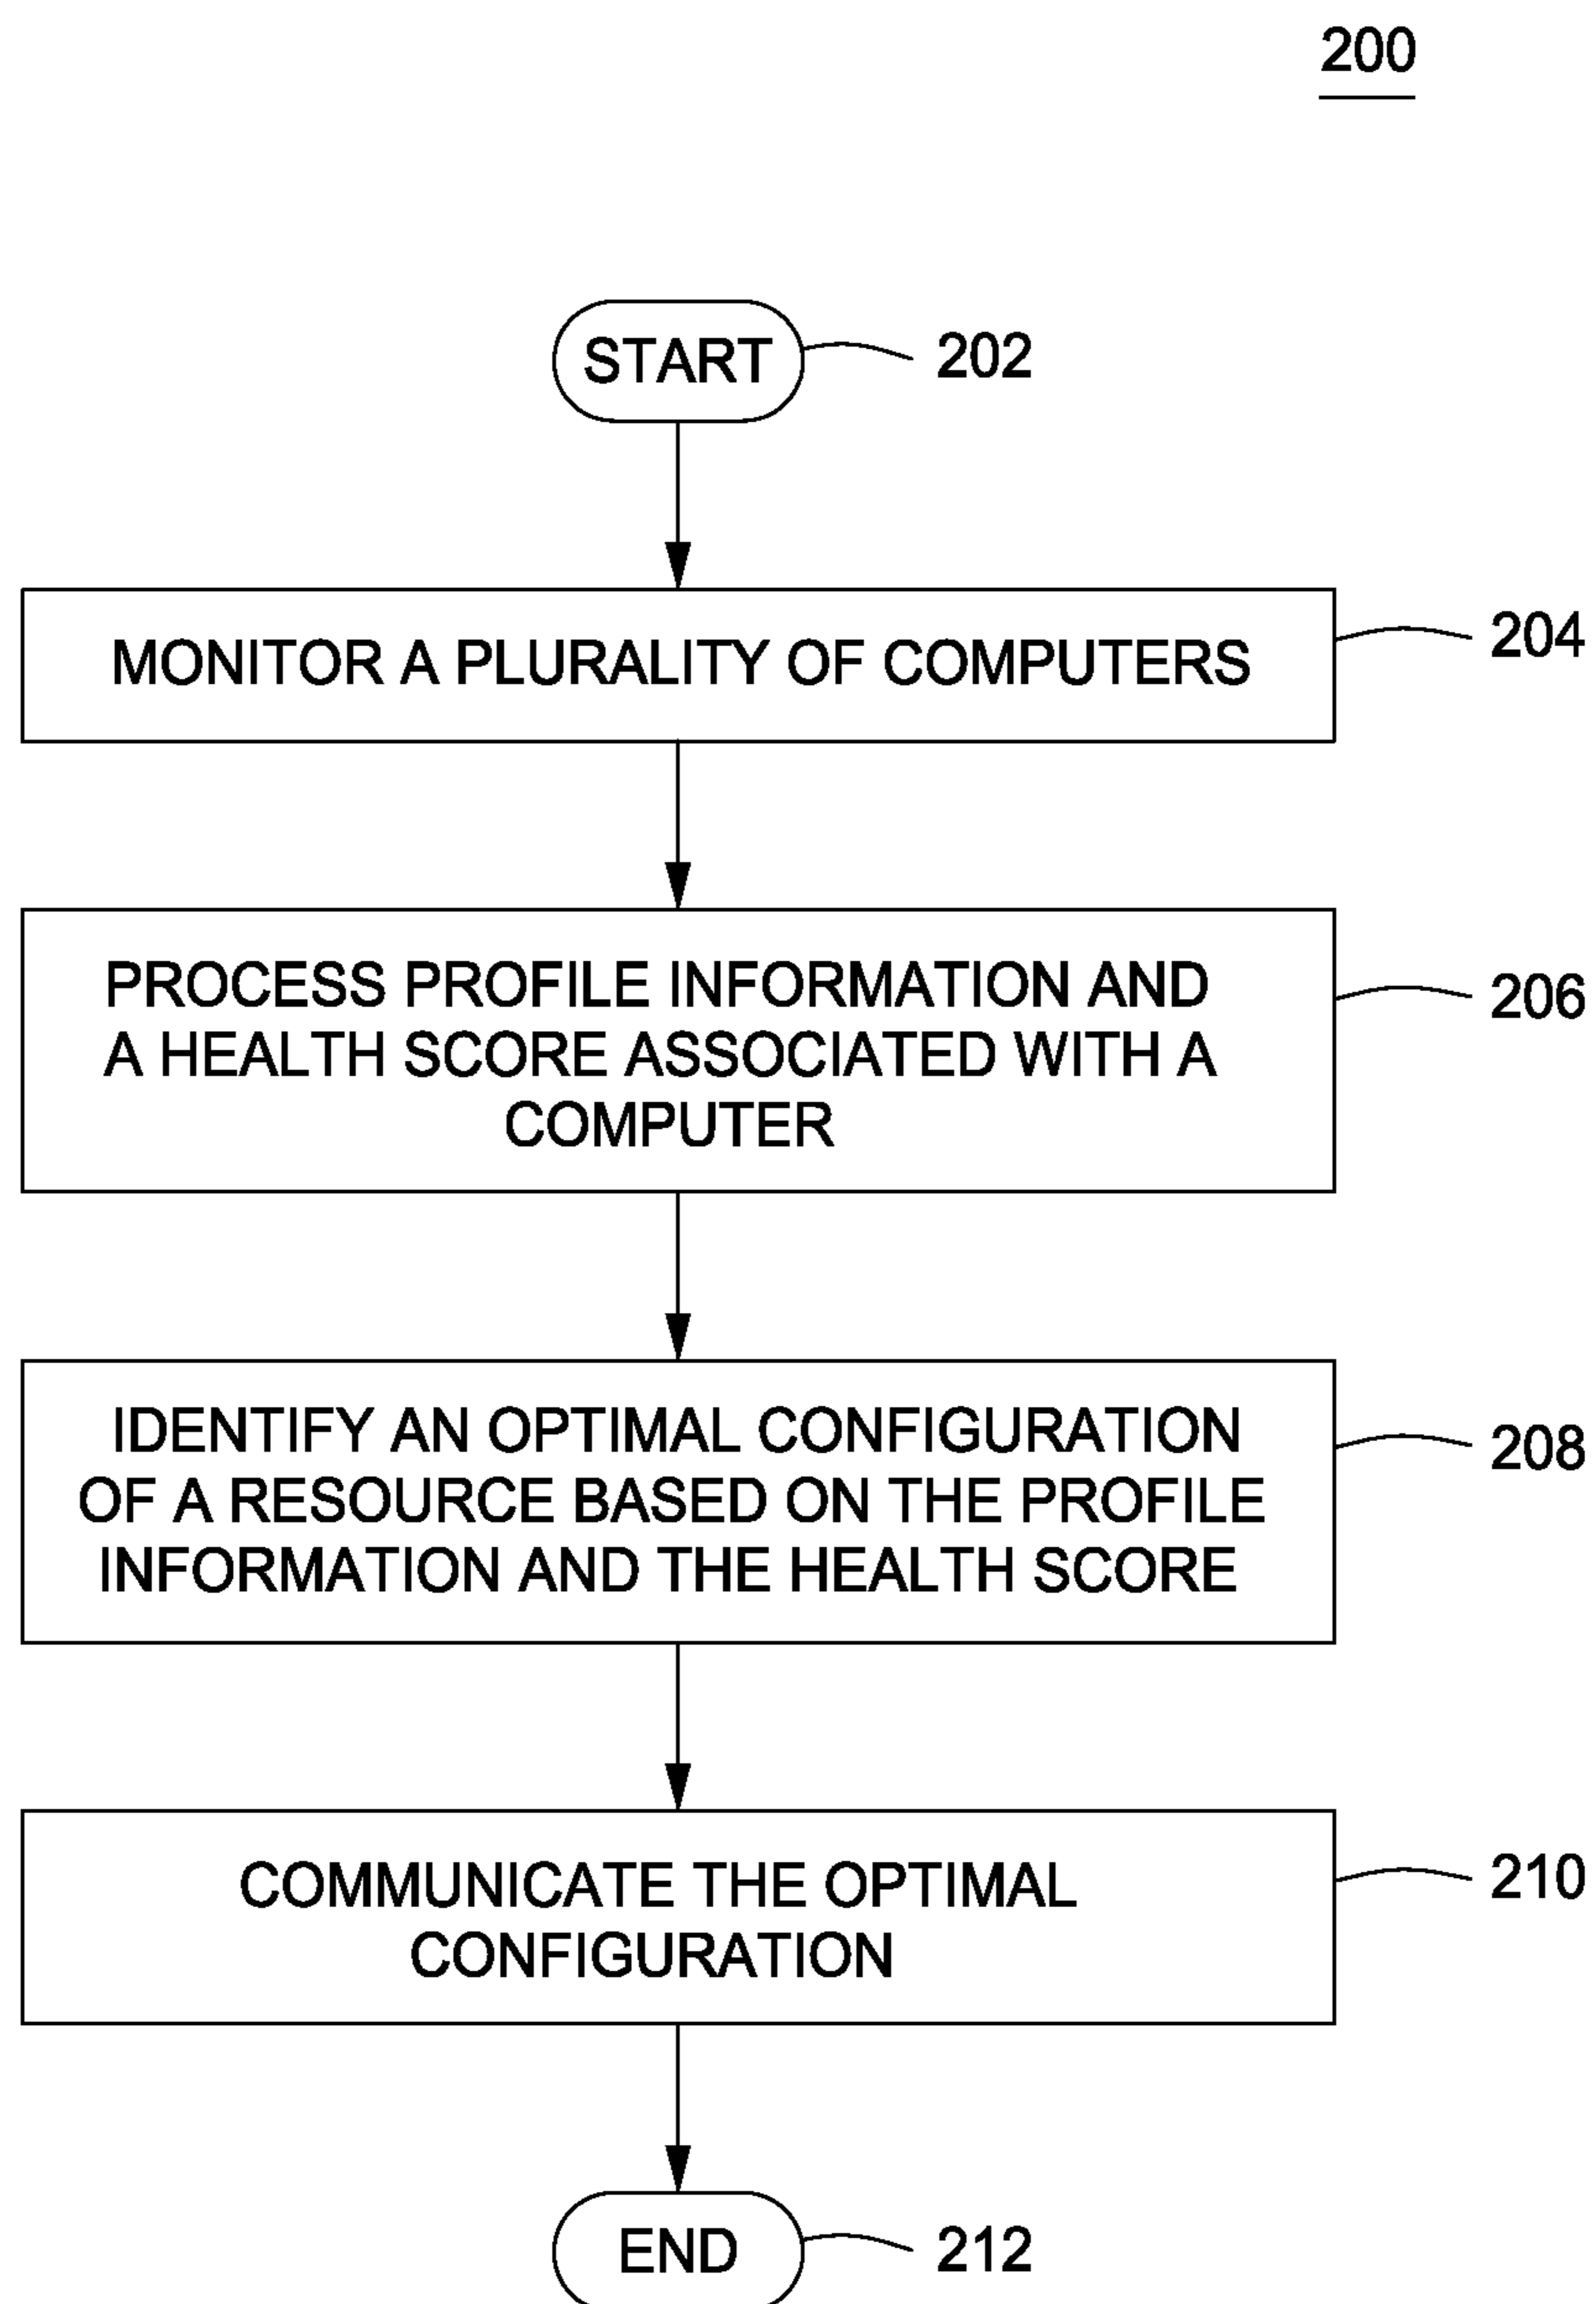 200
START
202
MONITOR A PLURALITY OF COMPUTERS
204
PROCESS PROFILE INFORMATION AND
A HEALTH SCORE ASSOCIATED WITH A
COMPUTER
206
IDENTIFY AN OPTIMAL CONFIGURATION
OF A RESOURCE BASED ON THE PROFILE
INFORMATION AND THE HEALTH SCORE
208
COMMUNICATE THE OPTIMAL
CONFIGURATION
210
END
212